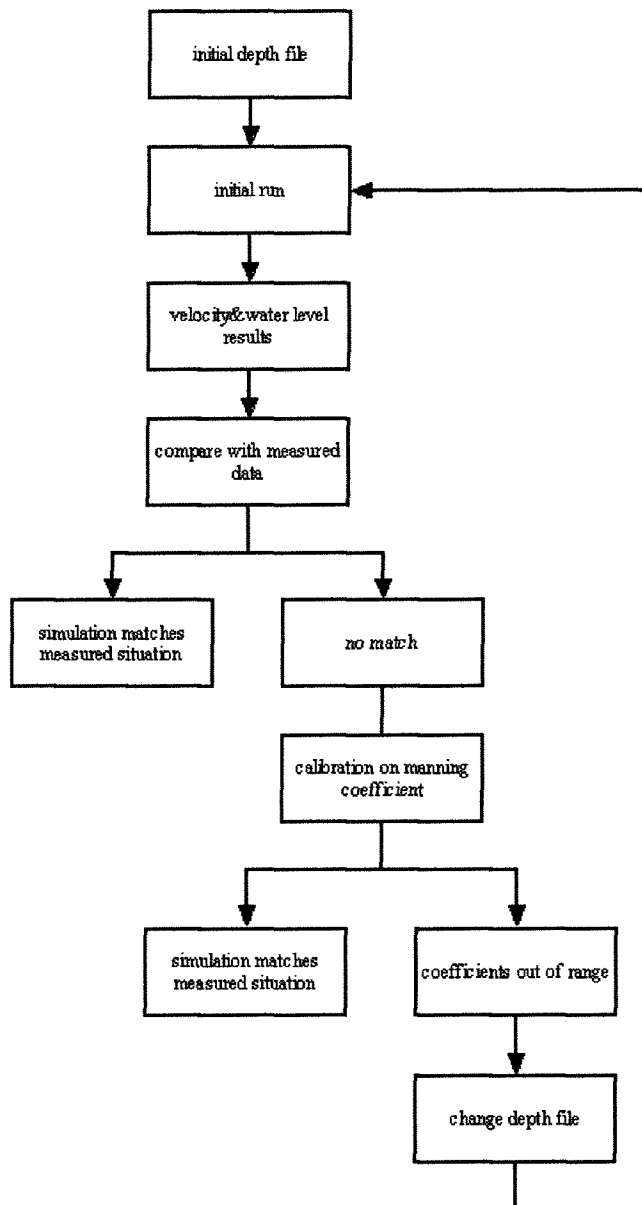 initial depth file
initial run
velocity&water level
results
compare with measured
data
simulation matches
measured situation
no match
calibration on manning
coefficient
simulation matches
measured situation
coefficients out of range
change depth file